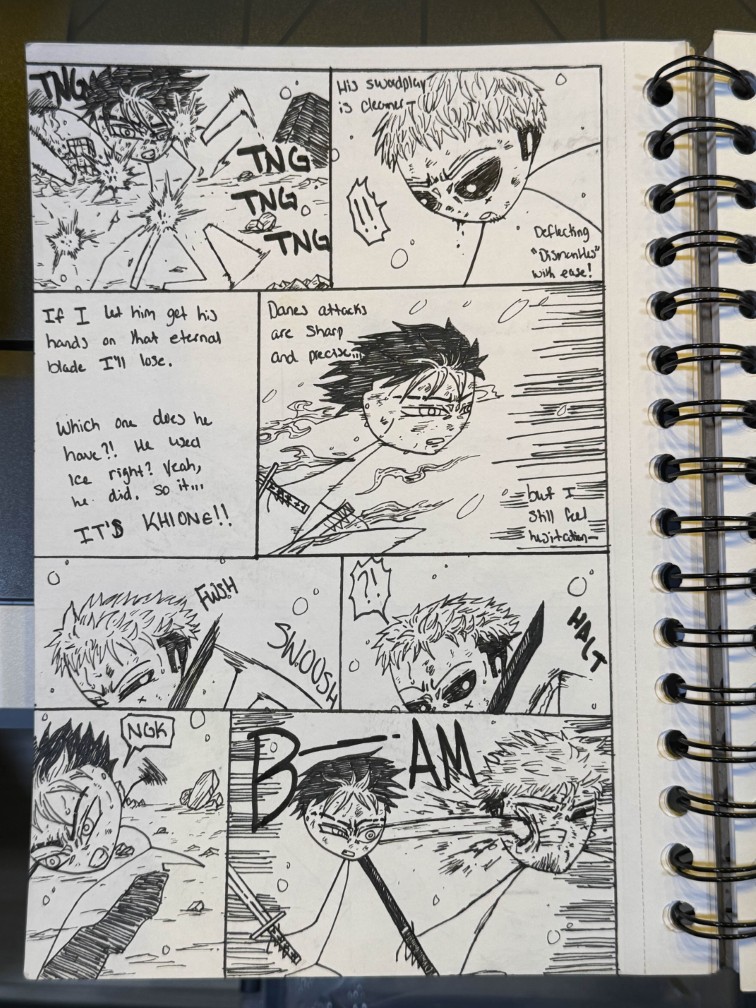 TNG
TNG
TNG
TNG
His swordplay
is cleaner-
!!
Deflecting
"Dismantles"
with ease!
If I let him get his
hands on that eternal
blade I'll lose.
Which one does he
have?! He used
Ice right? Yeah,
he did. So it...
IT'S KHIONE!!
Danes attacks
are sharp
and precise...
but I
still feel
hesitation-
FWSH
SWOOSH
?!
HALT
NGK
B-AM